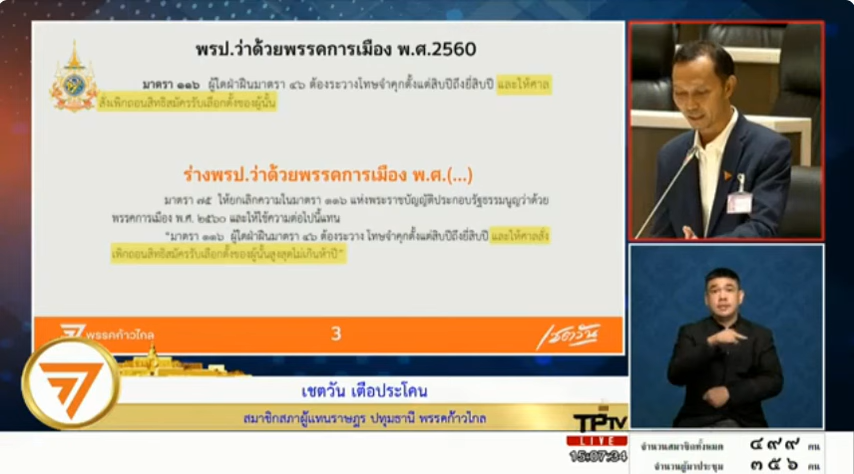 พรป.ว่าด้วยพรรคการเมือง พ.ศ.2560
มาตรา ๑๑๖ ผู้ใดฝ่าฝืนมาตรา ๔๖ ต้องระวางโทษจำคุกตั้งแต่สิบปีถึงยี่สิบปี และให้ศาล
สั่งเพิกถอนสิทธิสมัครรับเลือกตั้งของผู้นั้น
ร่างพรป.ว่าด้วยพรรคการเมือง พ.ศ.(...)
มาตรา ๗๕ ให้ยกเลิกความในมาตรา ๑๑๖ แห่งพระราชบัญญัติประกอบรัฐธรรมนูญว่าด้วย
พรรคการเมือง พ.ศ. ๒๕๖๐ และให้ใช้ความต่อไปนี้แทน
“มาตรา ๑๑๖ ผู้ใดฝ่าฝืนมาตรา ๔๖ ต้องระวาง โทษจำคุกตั้งแต่สิบปีถึงยี่สิบปี และให้ศาลสั่ง
เพิกถอนสิทธิสมัครรับเลือกตั้งของผู้นั้นสูงสุดไม่เกินห้าปี”
พรรคก้าวไกล
3
เชตวัน
เชตวัน เตือประโคน
สมาชิกสภาผู้แทนราษฎร ปทุมธานี พรรคก้าวไกล
TPTV
LIVE
15:07:34
จำนวนสมาชิกทั้งหมด ๔๙๙ คน
จำนวนผู้มาประชุม ๓๕๖ คน